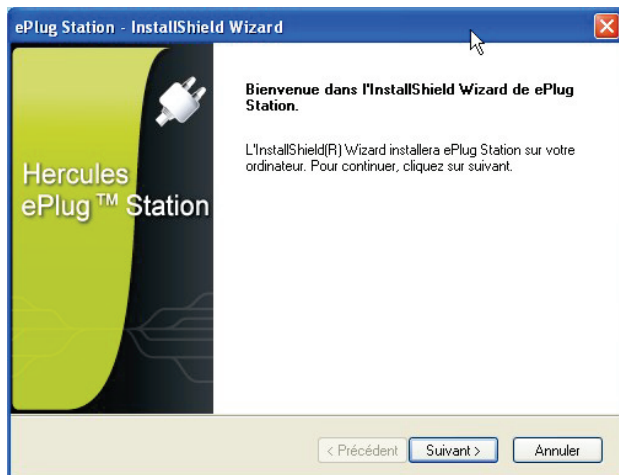 ePlug Station - InstallShield Wizard
Hercules
ePlug™ Station
Bienvenue dans l'InstallShield Wizard de ePlug
Station.
L'InstallShield(R) Wizard installera ePlug Station sur votre
ordinateur. Pour continuer, cliquez sur suivant.
< Précédent
Suivant >
Annuler